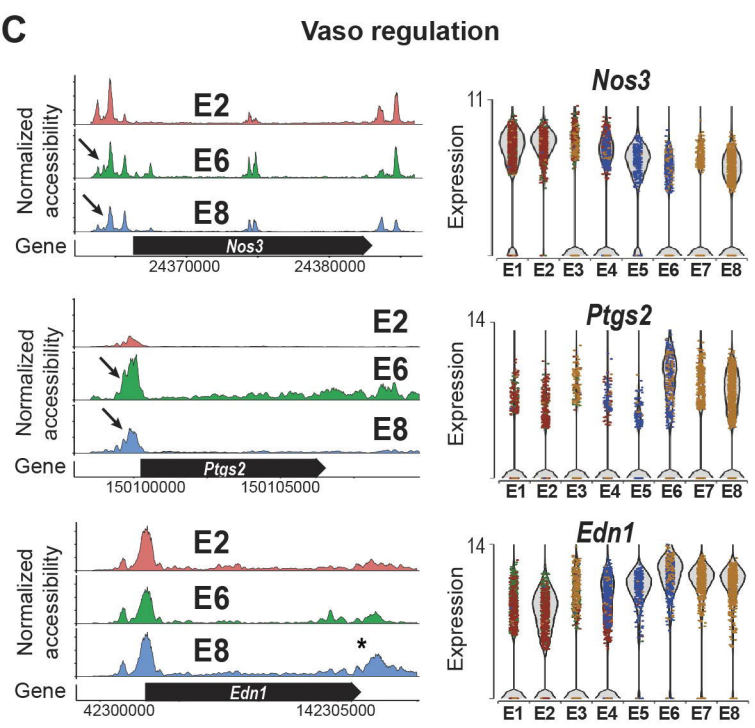 C
Vaso regulation
Normalized
accessibility
E2
E6
E8
Gene
Nos3
24370000
24380000
Nos3
11
Expression
E1 E2 E3 E4 E5 E6 E7 E8
Normalized
accessibility
E2
E6
E8
Gene
Ptgs2
150100000
150105000
Ptgs2
14
Expression
E1 E2 E3 E4 E5 E6 E7 E8
Normalized
accessibility
E2
E6
E8
*
Gene
Edn1
42300000
142305000
Edn1
14
Expression
E1 E2 E3 E4 E5 E6 E7 E8